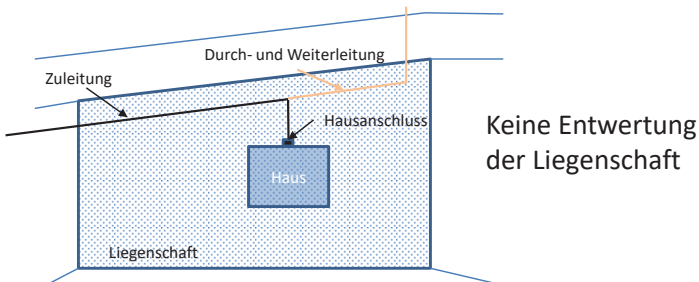 Durch- und Weiterleitung
Zuleitung
Hausanschluss
Keine Entwertung
der Liegenschaft
Haus
Liegenschaft